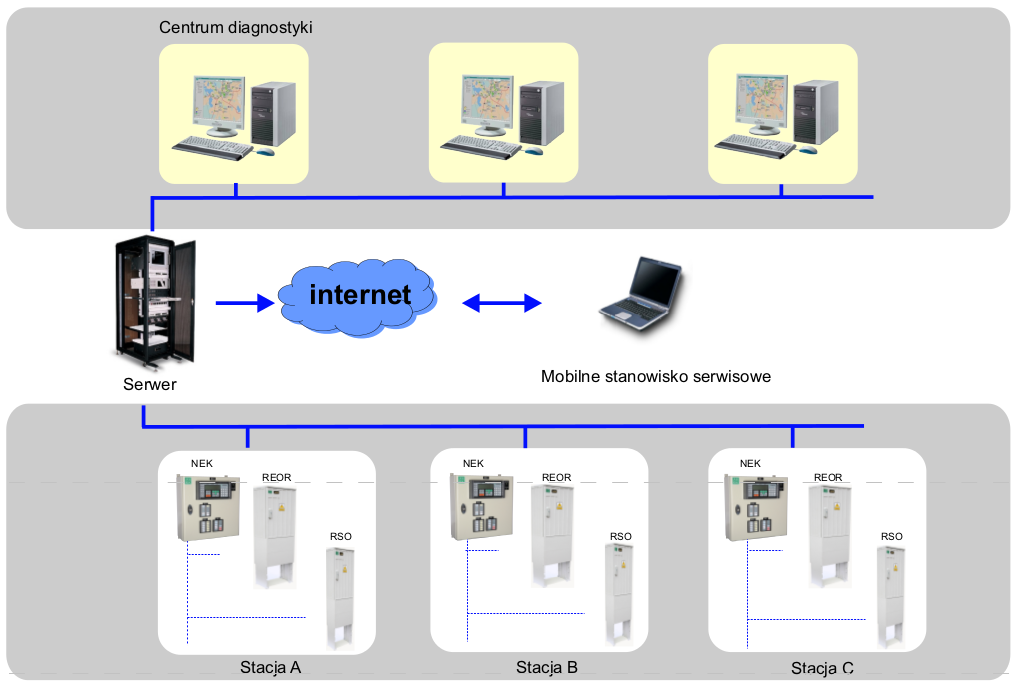 Centrum diagnostyki
internet
Serwer
Mobilne stanowisko serwisowe
NEK
REOR
RSO
NEK
REOR
RSO
NEK
REOR
RSO
Stacja A
Stacja B
Stacja C